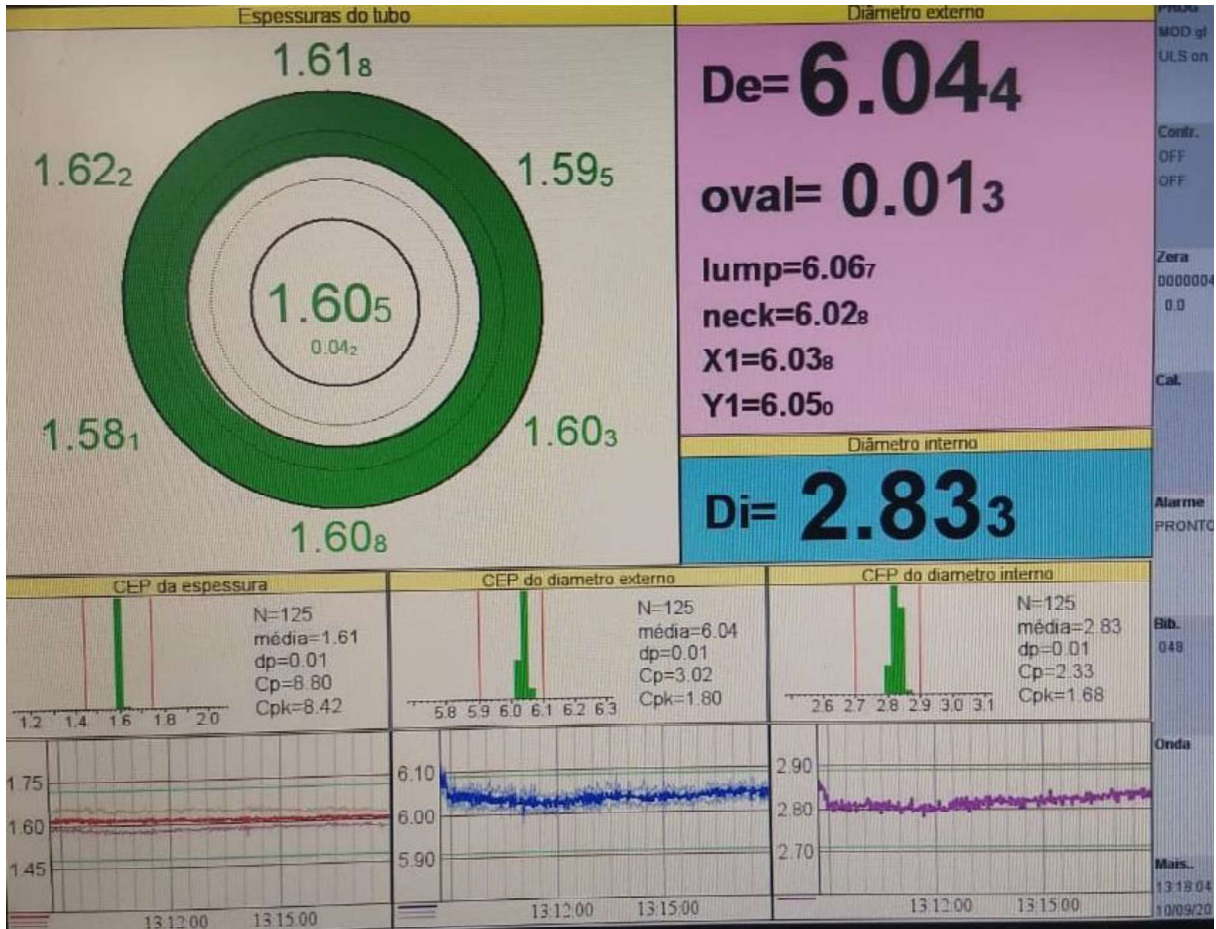 Espessuras do tubo
1.618
1.622
1.595
1.605
0.042
1.581
1.603
1.608
Diâmetro externo
De= 6.044
oval= 0.013
lump=6.067
neck=6.028
X1=6.038
Y1=6.050
Diâmetro interno
Di= 2.833
CEP da espessura
N=125
média=1.61
dp=0.01
Cp=8.80
Cpk=8.42
1.2 1.4 1.6 1.8 2.0
CEP do diametro externo
N=125
média=6.04
dp=0.01
Cp=3.02
Cpk=1.80
5.8 5.9 6.0 6.1 6.2 6.3
CEP do diametro interno
N=125
média=2.83
dp=0.01
Cp=2.33
Cpk=1.68
2.6 2.7 2.8 2.9 3.0 3.1
1.75
1.60
1.45
13:12:00 13:15:00
6.10
6.00
5.90
13:12:00 13:15:00
2.90
2.80
2.70
13:12:00 13:15:00
PROG
MOD gl
ULS on
Contr.
OFF
OFF
Zera
0000004
0.0
Cal.
Alarme
PRONTO
Bib.
048
Onda
Mais..
13:18:04
10/09/20